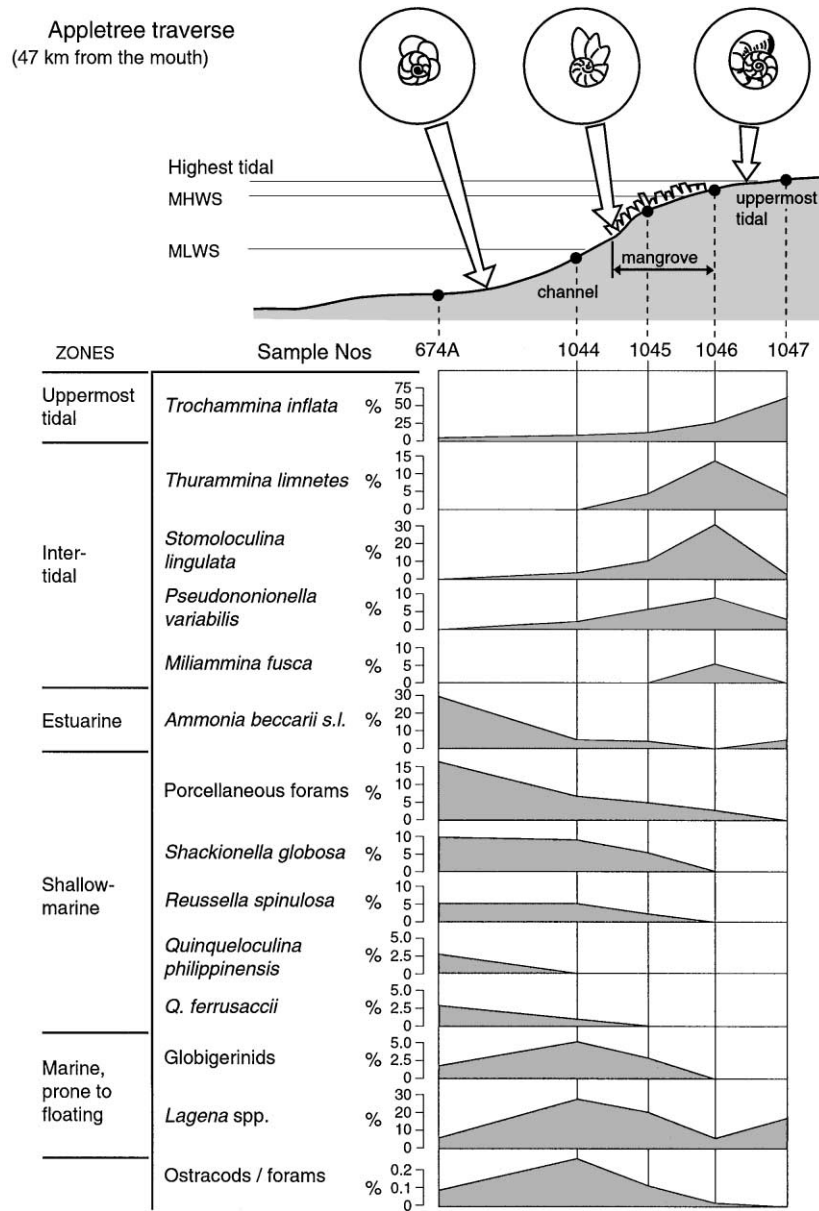 Appletree traverse
(47 km from the mouth)
Highest tidal
MHWS
MLWS
uppermost
tidal
mangrove
channel
ZONES Sample Nos 674A 1044 1045 1046 1047
Uppermost
tidal
Trochammina inflata %
75
50
25
0
Inter-
tidal
Thurammina limnetes %
15
10
5
0
Stomoloculina
lingulata %
30
20
10
0
Pseudononionella
variabilis %
10
5
0
Miliammina fusca %
10
5
0
Estuarine
Ammonia beccarii s.l. %
30
20
10
0
Shallow-
marine
Porcellaneous forams %
15
10
5
0
Shackionella globosa %
10
5
0
Reussella spinulosa %
10
5
0
Quinqueloculina
philippinensis %
5.0
2.5
0
Q. ferrusaccii %
5.0
2.5
0
Marine,
prone to
floating
Globigerinids %
5.0
2.5
0
Lagena spp. %
30
20
10
0
Ostracods / forams %
0.2
0.1
0